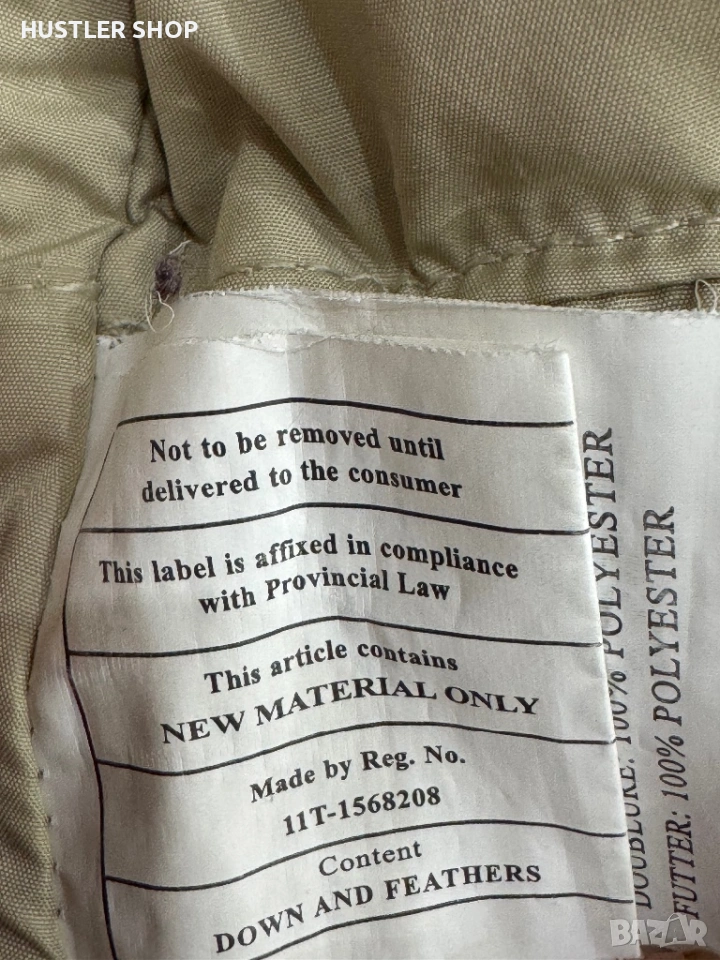 HUSTLER SHOP
Not to be removed until
delivered to the consumer
This label is affixed in compliance
with Provincial Law
This article contains
NEW MATERIAL ONLY
Made by Reg. No.
11T-1568208
Content
DOWN AND FEATHERS
DOUBLURE: 100% POLYESTER
FUTTER: 100% POLYESTER
BAZAR